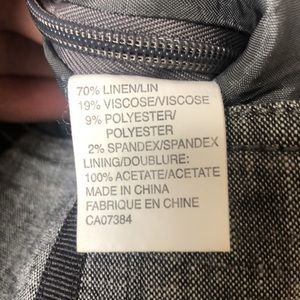 70% LINEN/LIN
19% VISCOSE/VISCOSE
9% POLYESTER/
POLYESTER
2% SPANDEX/SPANDEX
LINING/DOUBLURE:
100% ACETATE/ACETATE
MADE IN CHINA
FABRIQUE EN CHINE
CA07384